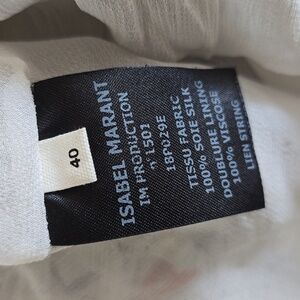 ISABEL MARANT
IM PRODUCTION
1501
18P029E
TISSU FABRIC
100% SOIE SILK
DOUBLURE LINING
100% VISCOSE
LIEN STRING
40